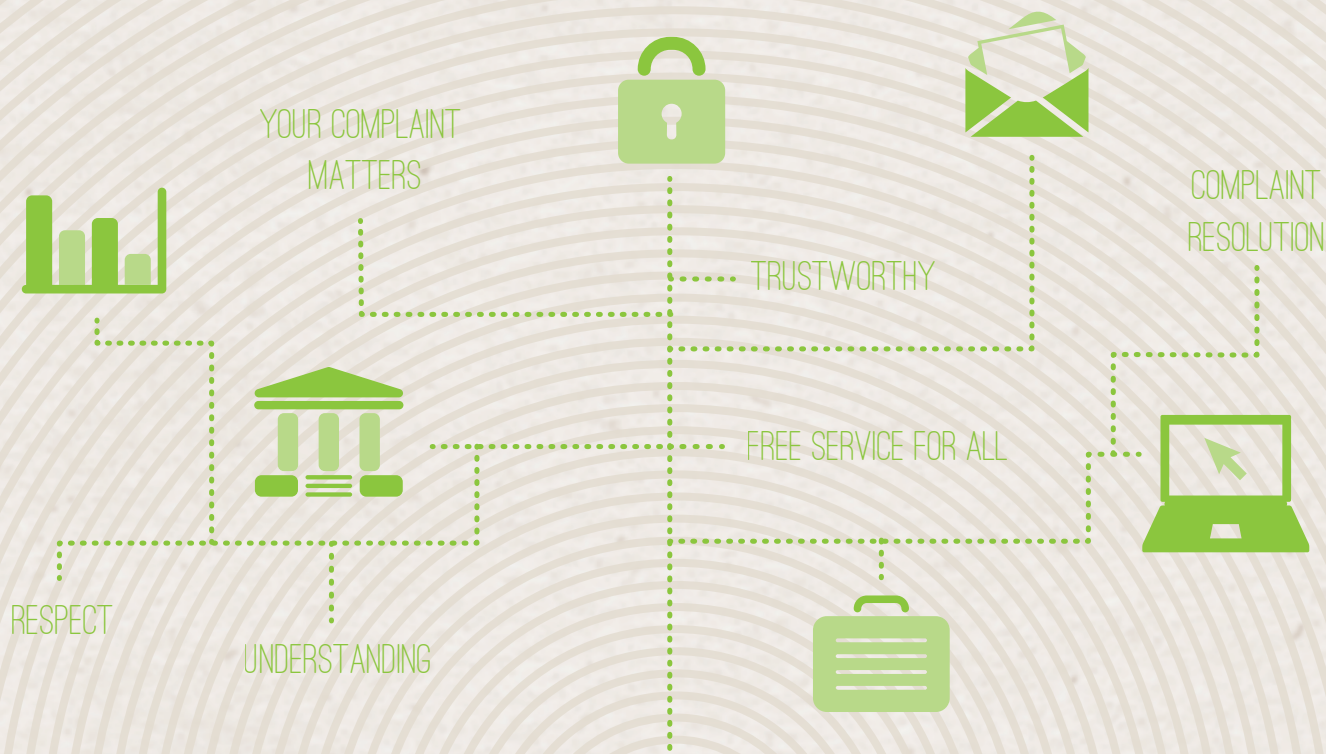 YOUR COMPLAINT
MATTERS
COMPLAINT
RESOLUTION
TRUSTWORTHY
FREE SERVICE FOR ALL
RESPECT
UNDERSTANDING